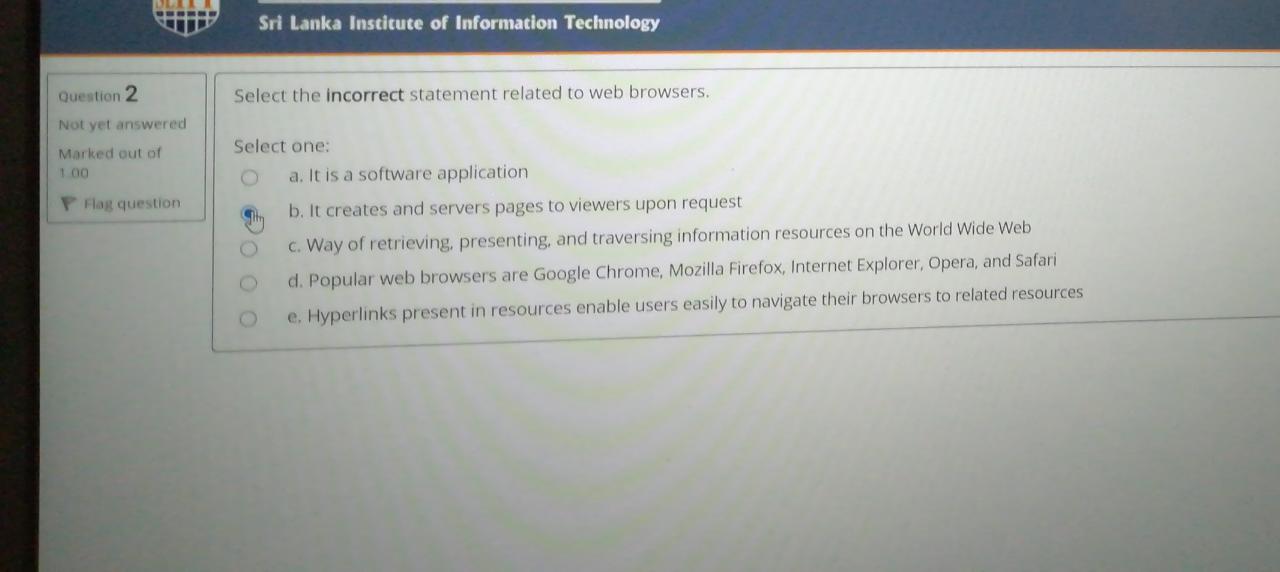 SLIIT
Sri Lanka Institute of Information Technology
Question 2
Not yet answered
Marked out of
1.00
Flag question
Select the incorrect statement related to web browsers.
Select one:
a. It is a software application
b. It creates and servers pages to viewers upon request
c. Way of retrieving, presenting, and traversing information resources on the World Wide Web
d. Popular web browsers are Google Chrome, Mozilla Firefox, Internet Explorer, Opera, and Safari
e. Hyperlinks present in resources enable users easily to navigate their browsers to related resources